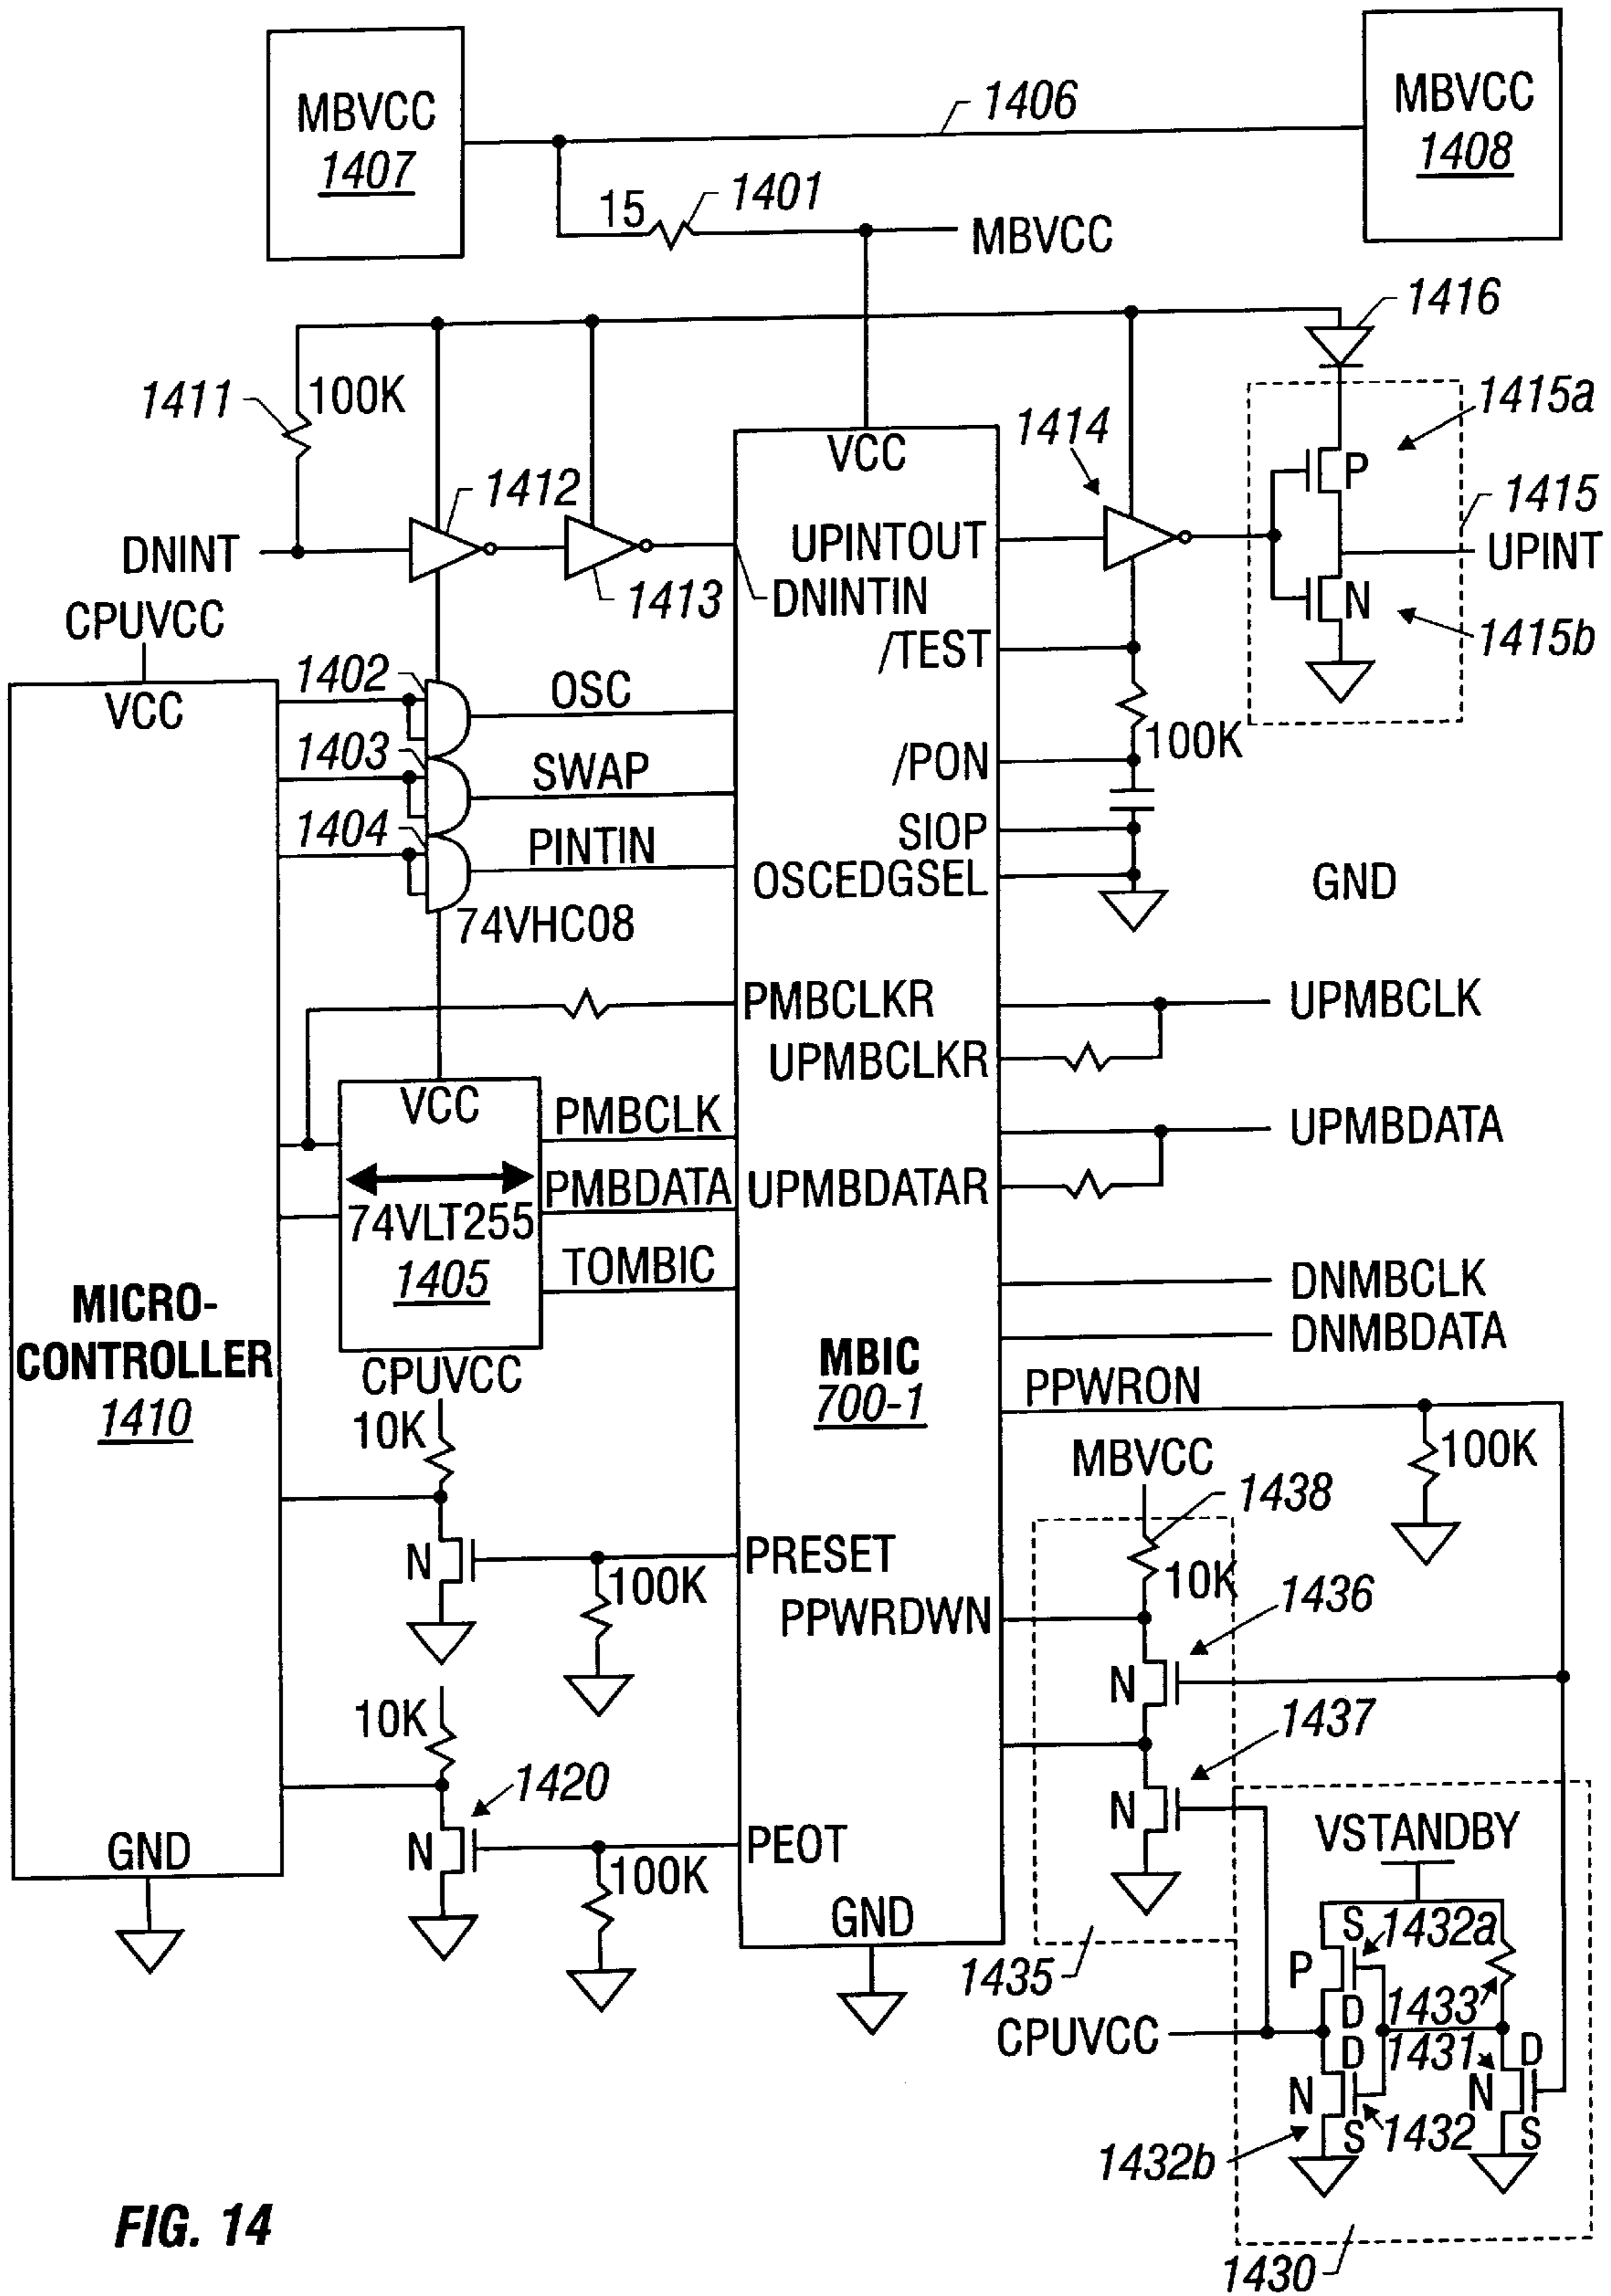 MBVCC
1407
1406
MBVCC
1408
15
1401
MBVCC
1416
1411
100K
1415a
VCC
1414
P
1412
1415
DNINT
UPINTOUT
UPINT
1413
DNINTIN
N
CPUVCC
1415b
/TEST
1402
OSC
VCC
100K
1403
SWAP
/PON
1404
PINTIN
SIOP
OSCEDGSEL
GND
74VHC08
PMBCLKR
UPMBCLK
UPMBCLKR
VCC
PMBCLK
UPMBDATA
PMBDATA
UPMBDATAR
74VLT255
1405
TOMBIC
DNMBCLK
MICRO-
CONTROLLER
1410
DNMBDATA
MBIC
700-1
CPUVCC
PPWRON
10K
MBVCC
100K
1438
N
PRESET
10K
100K
PPWRDWN
1436
N
10K
1437
1420
N
VSTANDBY
GND
N
PEOT
100K
GND
S
1432a
P
1435
D
1433
CPUVCC
D
1431
D
N
N
S
1432
S
1432b
FIG. 14
1430